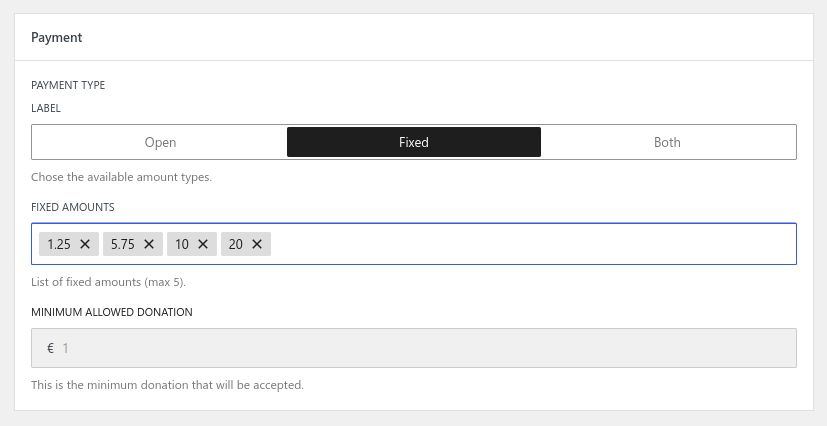 Payment
PAYMENT TYPE
LABEL
Open Fixed Both
Chose the available amount types.
FIXED AMOUNTS
1.25 ✕ 5.75 ✕ 10 ✕ 20 ✕
List of fixed amounts (max 5).
MINIMUM ALLOWED DONATION
€ 1
This is the minimum donation that will be accepted.